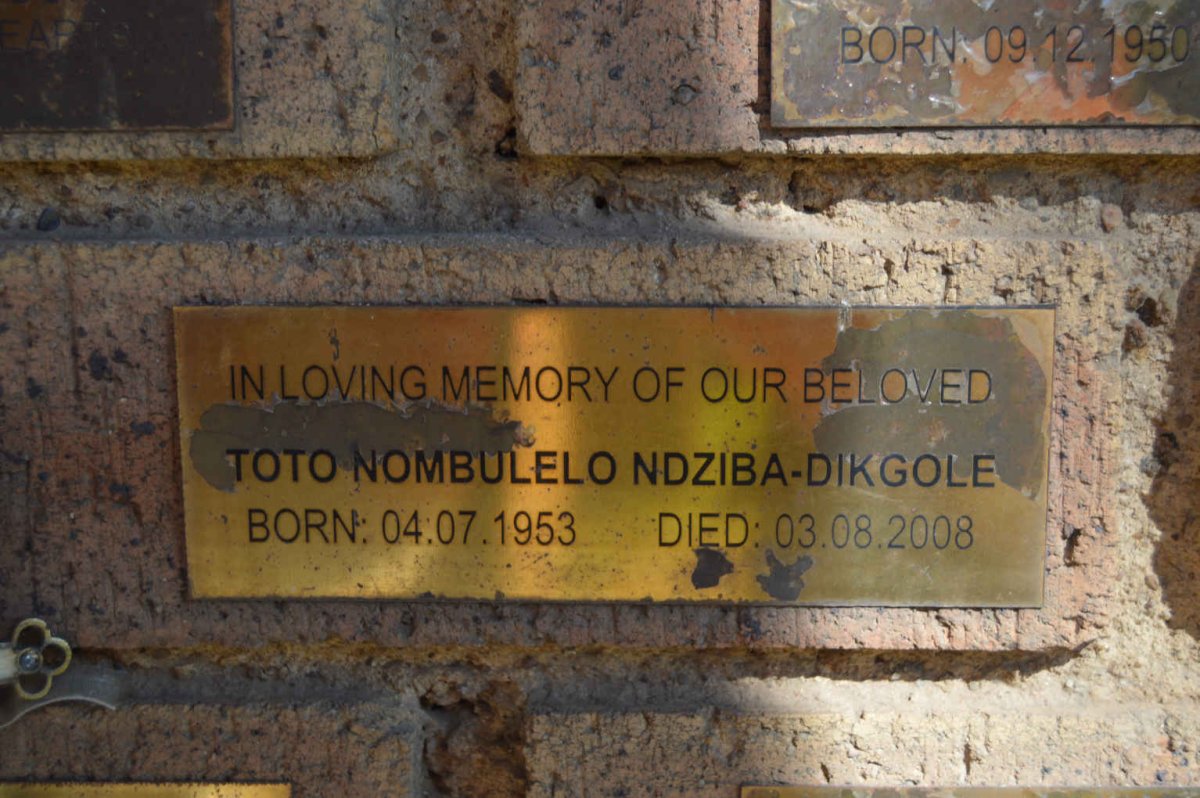 BORN: 09.12.1950
IN LOVING MEMORY OF OUR BELOVED
TOTO NOMBULELO NDZIBA-DIKGOLE
BORN: 04.07.1953 DIED: 03.08.2008